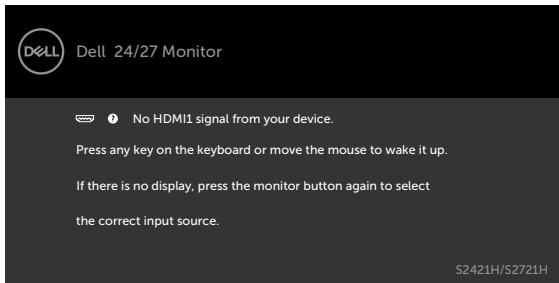 DELL
Dell 24/27 Monitor
? No HDMI1 signal from your device.
Press any key on the keyboard or move the mouse to wake it up.
If there is no display, press the monitor button again to select
the correct input source.
S2421H/S2721H